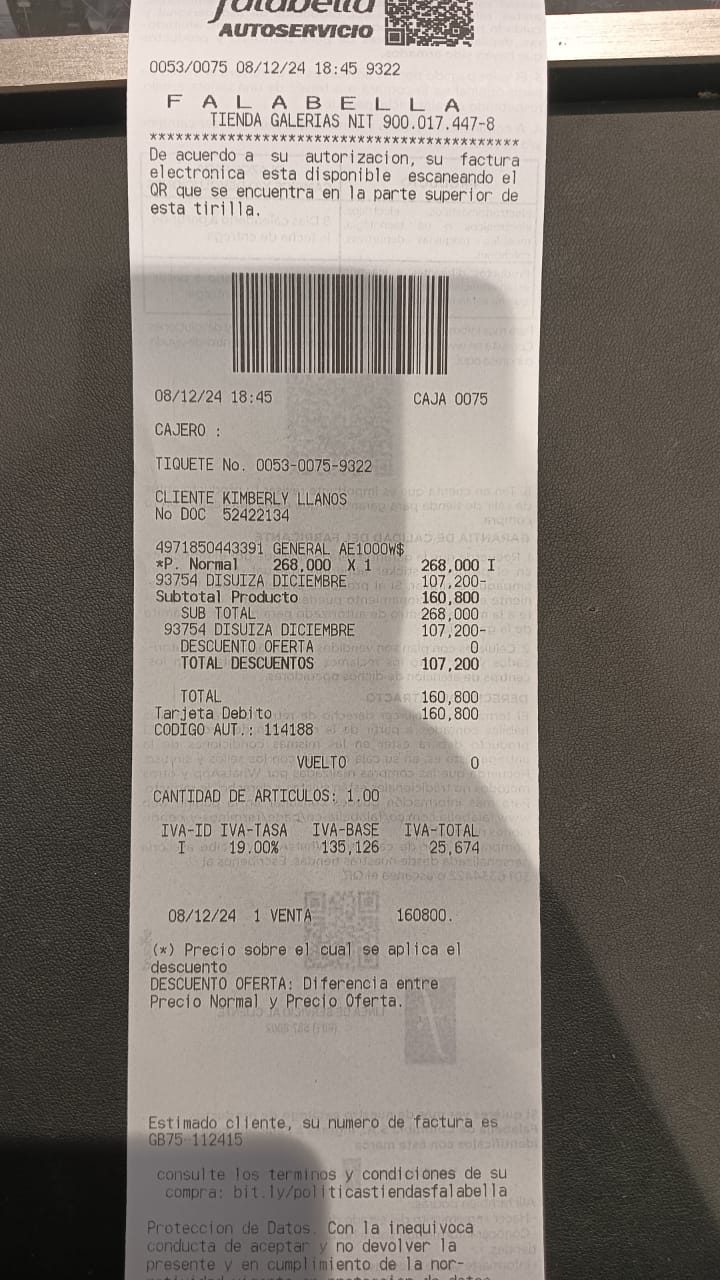 falabella
AUTOSERVICIO
0053/0075 08/12/24 18:45 9322
F A L A B E L L A
TIENDA GALERIAS NIT 900.017.447-8
******************************************
De acuerdo a su autorizacion, su factura
electronica esta disponible escaneando el
QR que se encuentra en la parte superior de
esta tirilla.
08/12/24 18:45 CAJA 0075
CAJERO :
TIQUETE No. 0053-0075-9322
CLIENTE KIMBERLY LLANOS
No DOC 52422134
4971850443391 GENERAL AE1000W$
*P. Normal 268,000 X 1 268,000 I
93754 DISUIZA DICIEMBRE 107,200-
Subtotal Producto 160,800
SUB TOTAL 268,000
93754 DISUIZA DICIEMBRE 107,200-
DESCUENTO OFERTA 0
TOTAL DESCUENTOS 107,200
TOTAL 160,800
Tarjeta Debito 160,800
CODIGO AUT.: 114188
VUELTO 0
CANTIDAD DE ARTICULOS: 1.00
IVA-ID IVA-TASA IVA-BASE IVA-TOTAL
I 19.00% 135,126 25,674
08/12/24 1 VENTA 160800.
(*) Precio sobre el cual se aplica el
descuento
DESCUENTO OFERTA: Diferencia entre
Precio Normal y Precio Oferta.
Estimado cliente, su numero de factura es
GB75 112415
consulte los terminos y condiciones de su
compra: bit.ly/politicastiendasfalabella
Proteccion de Datos. Con la inequivoca
conducta de aceptar y no devolver la
presente y en cumplimiento de la nor-